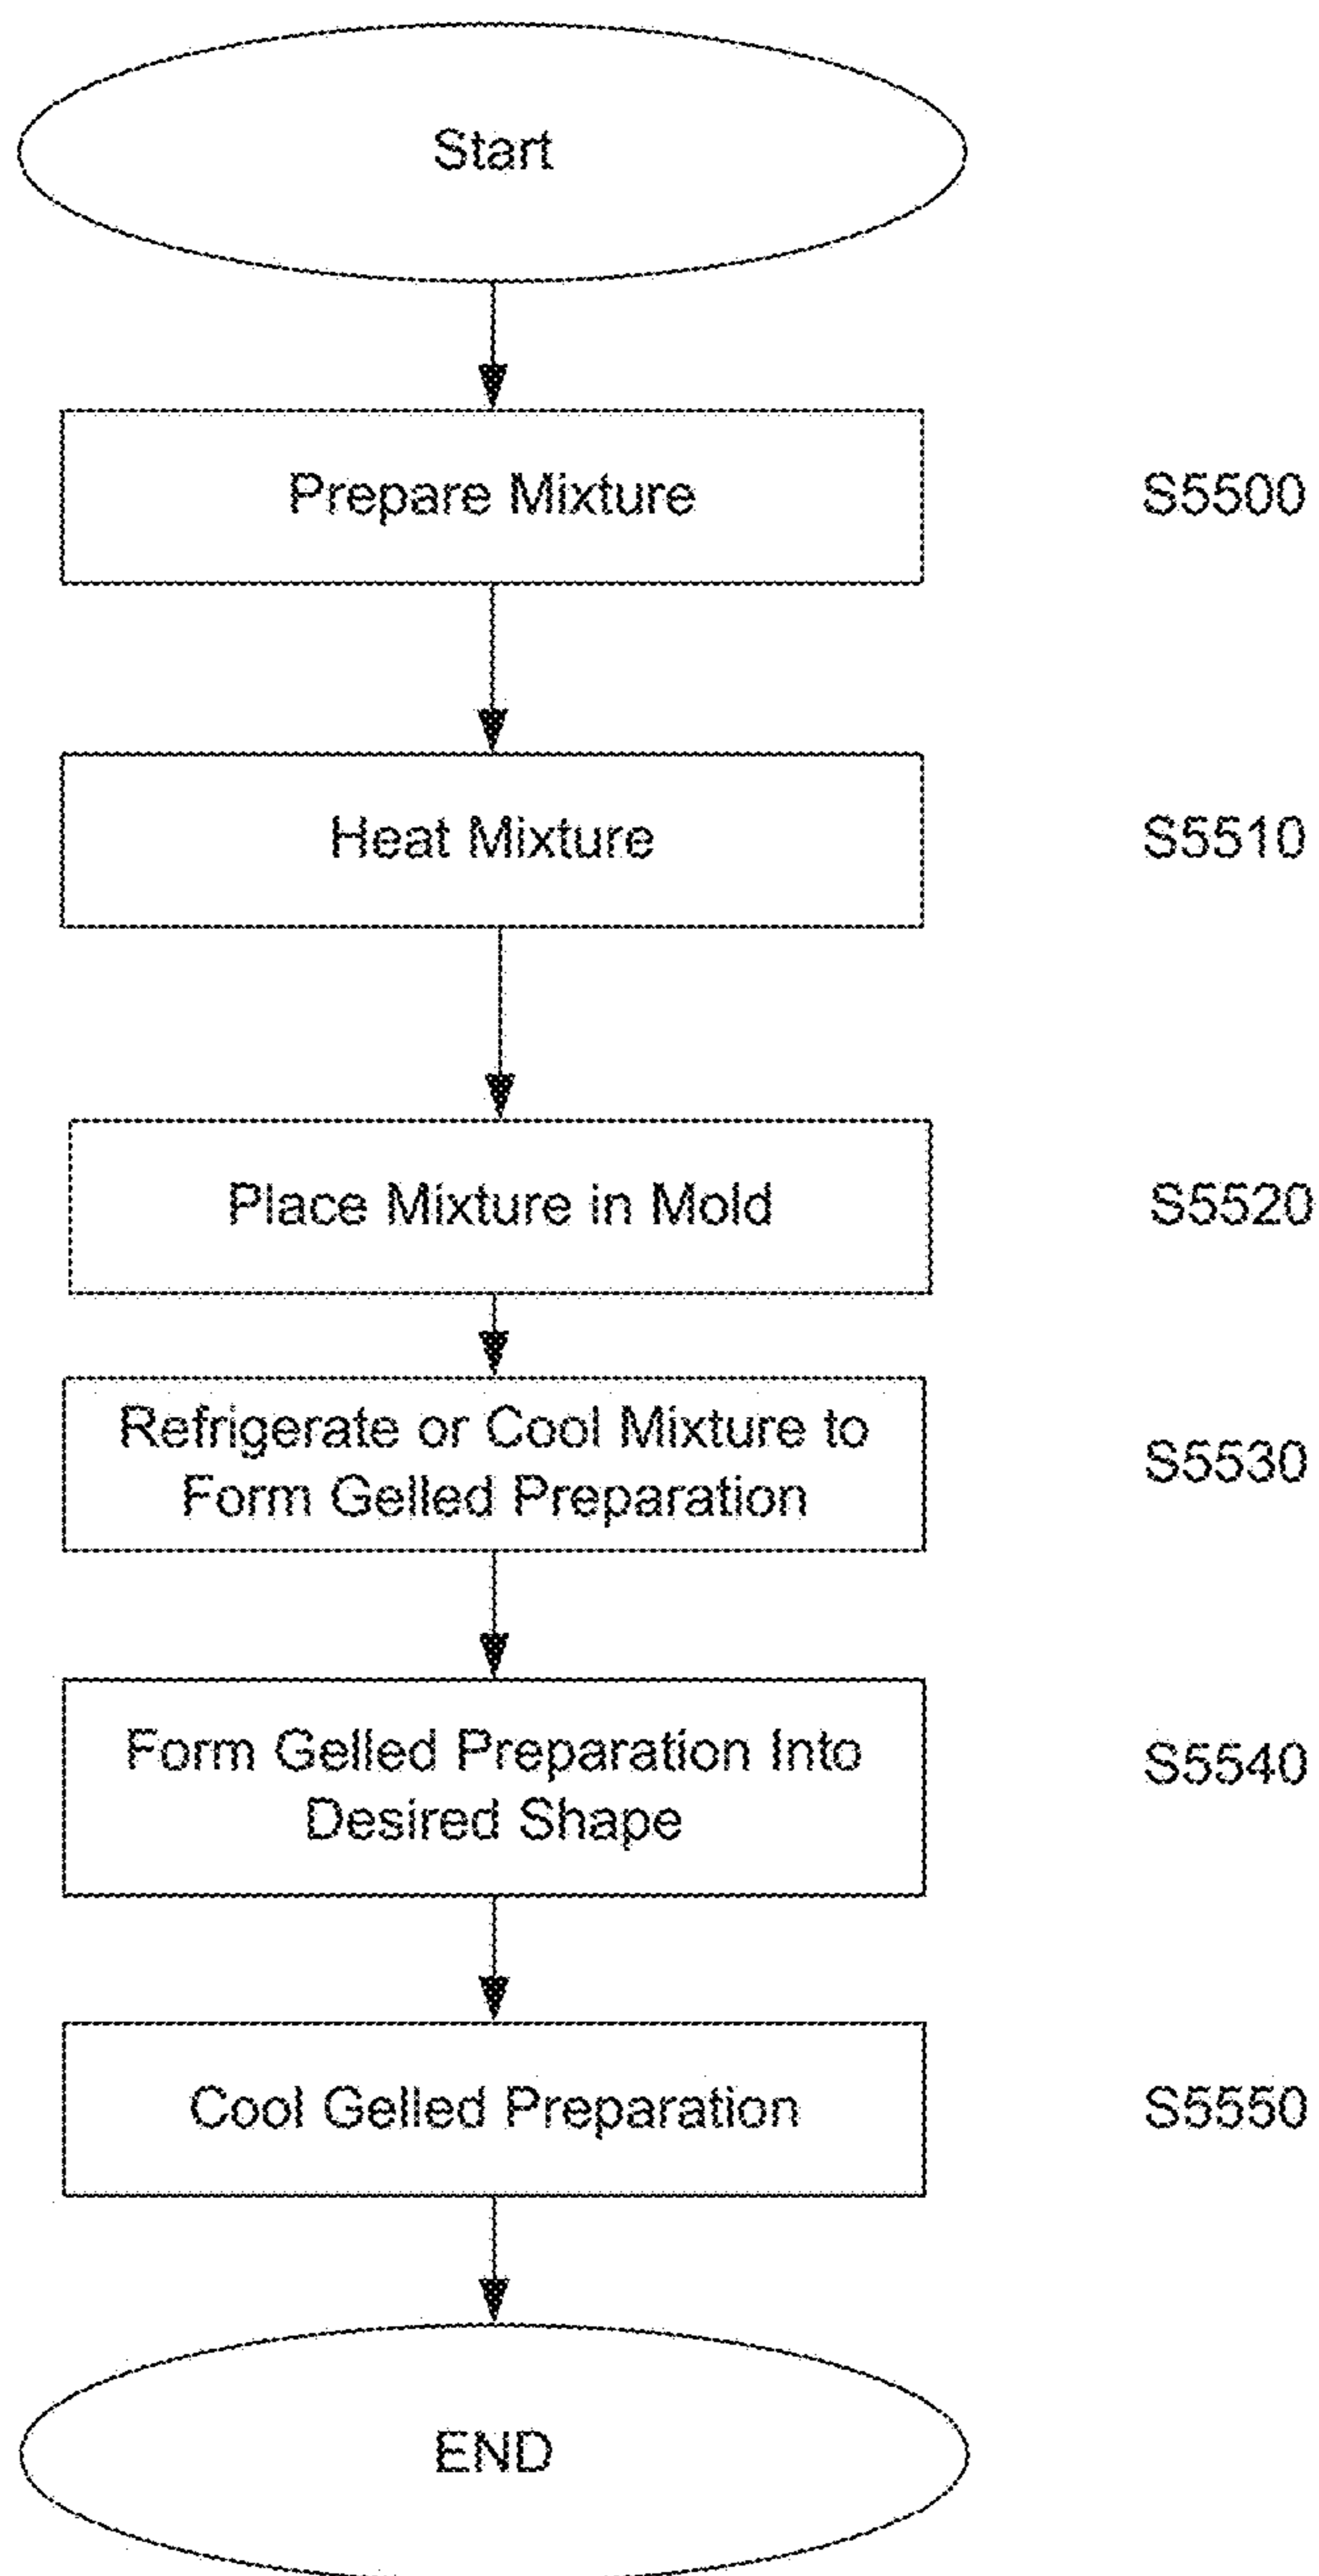 Start
Prepare Mixture
S5500
Heat Mixture
S5510
Place Mixture in Mold
S5520
Refrigerate or Cool Mixture to
Form Gelled Preparation
S5530
Form Gelled Preparation Into
Desired Shape
S5540
Cool Gelled Preparation
S5550
END